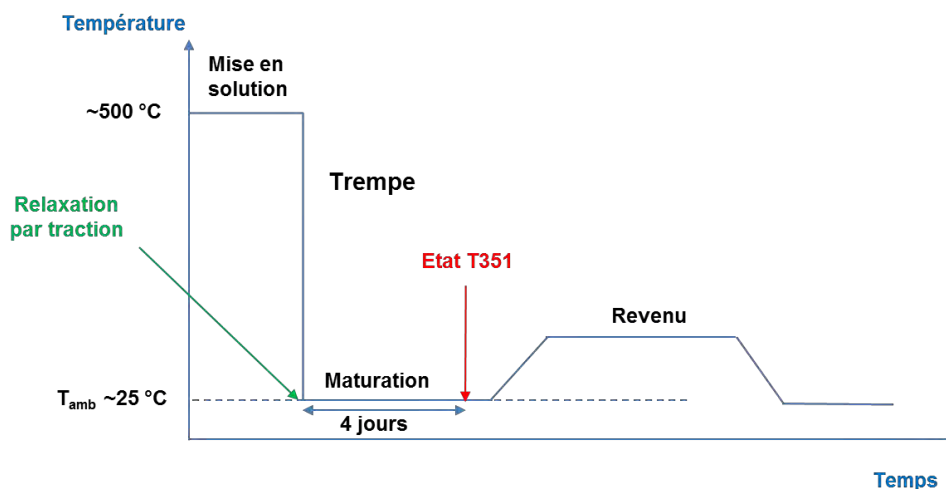 Température
Mise en
solution
~500 °C
Trempe
Relaxation
par traction
Etat T351
Revenu
Maturation
Tamb ~25 °C
4 jours
Temps